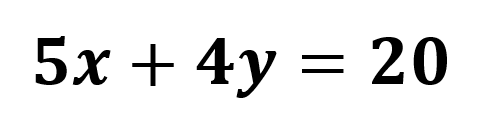 5x + 4y = 20